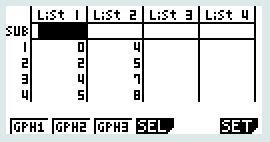 List 1 List 2 List 3 List 4
SUB
1 0 4
2 2 5
3 4 7
4 5 8
GPH1 GPH2 GPH3 SEL SET